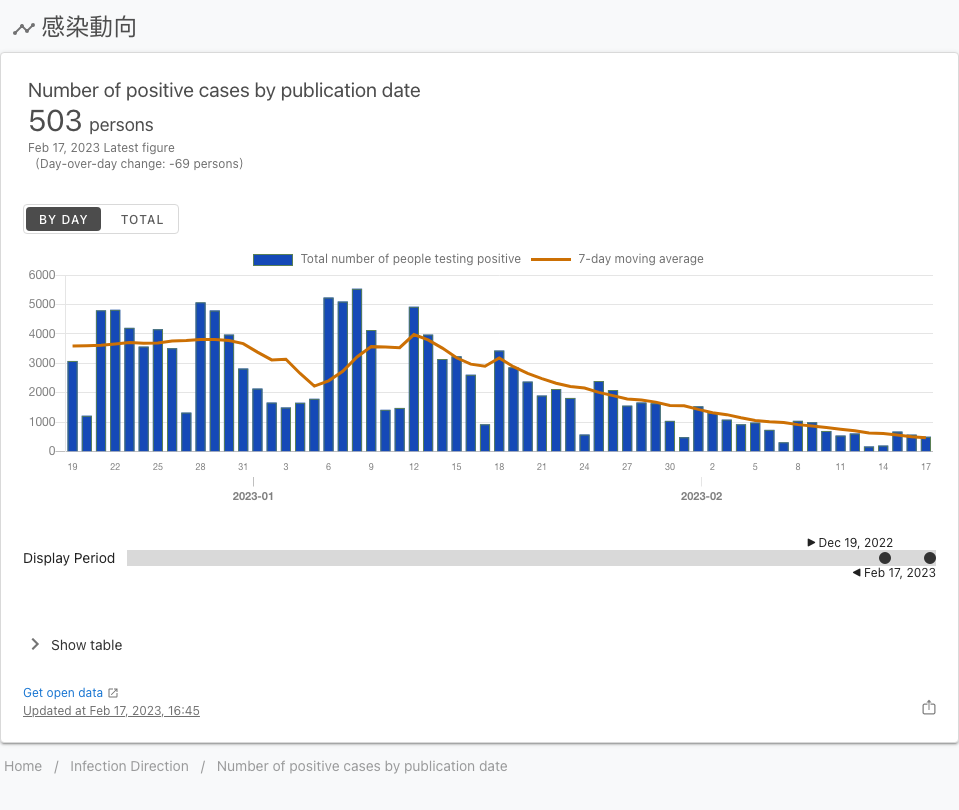 感染動向
Number of positive cases by publication date
503 persons
Feb 17, 2023 Latest figure
(Day-over-day change: -69 persons)
BY DAY TOTAL
Total number of people testing positive 7-day moving average
6000
5000
4000
3000
2000
1000
0
19 22 25 28 31 3 6 9 12 15 18 21 24 27 30 2 5 8 11 14 17
2023-01 2023-02
Dec 19, 2022
Display Period
Feb 17, 2023
Show table
Get open data
Updated at Feb 17, 2023, 16:45
Home / Infection Direction / Number of positive cases by publication date